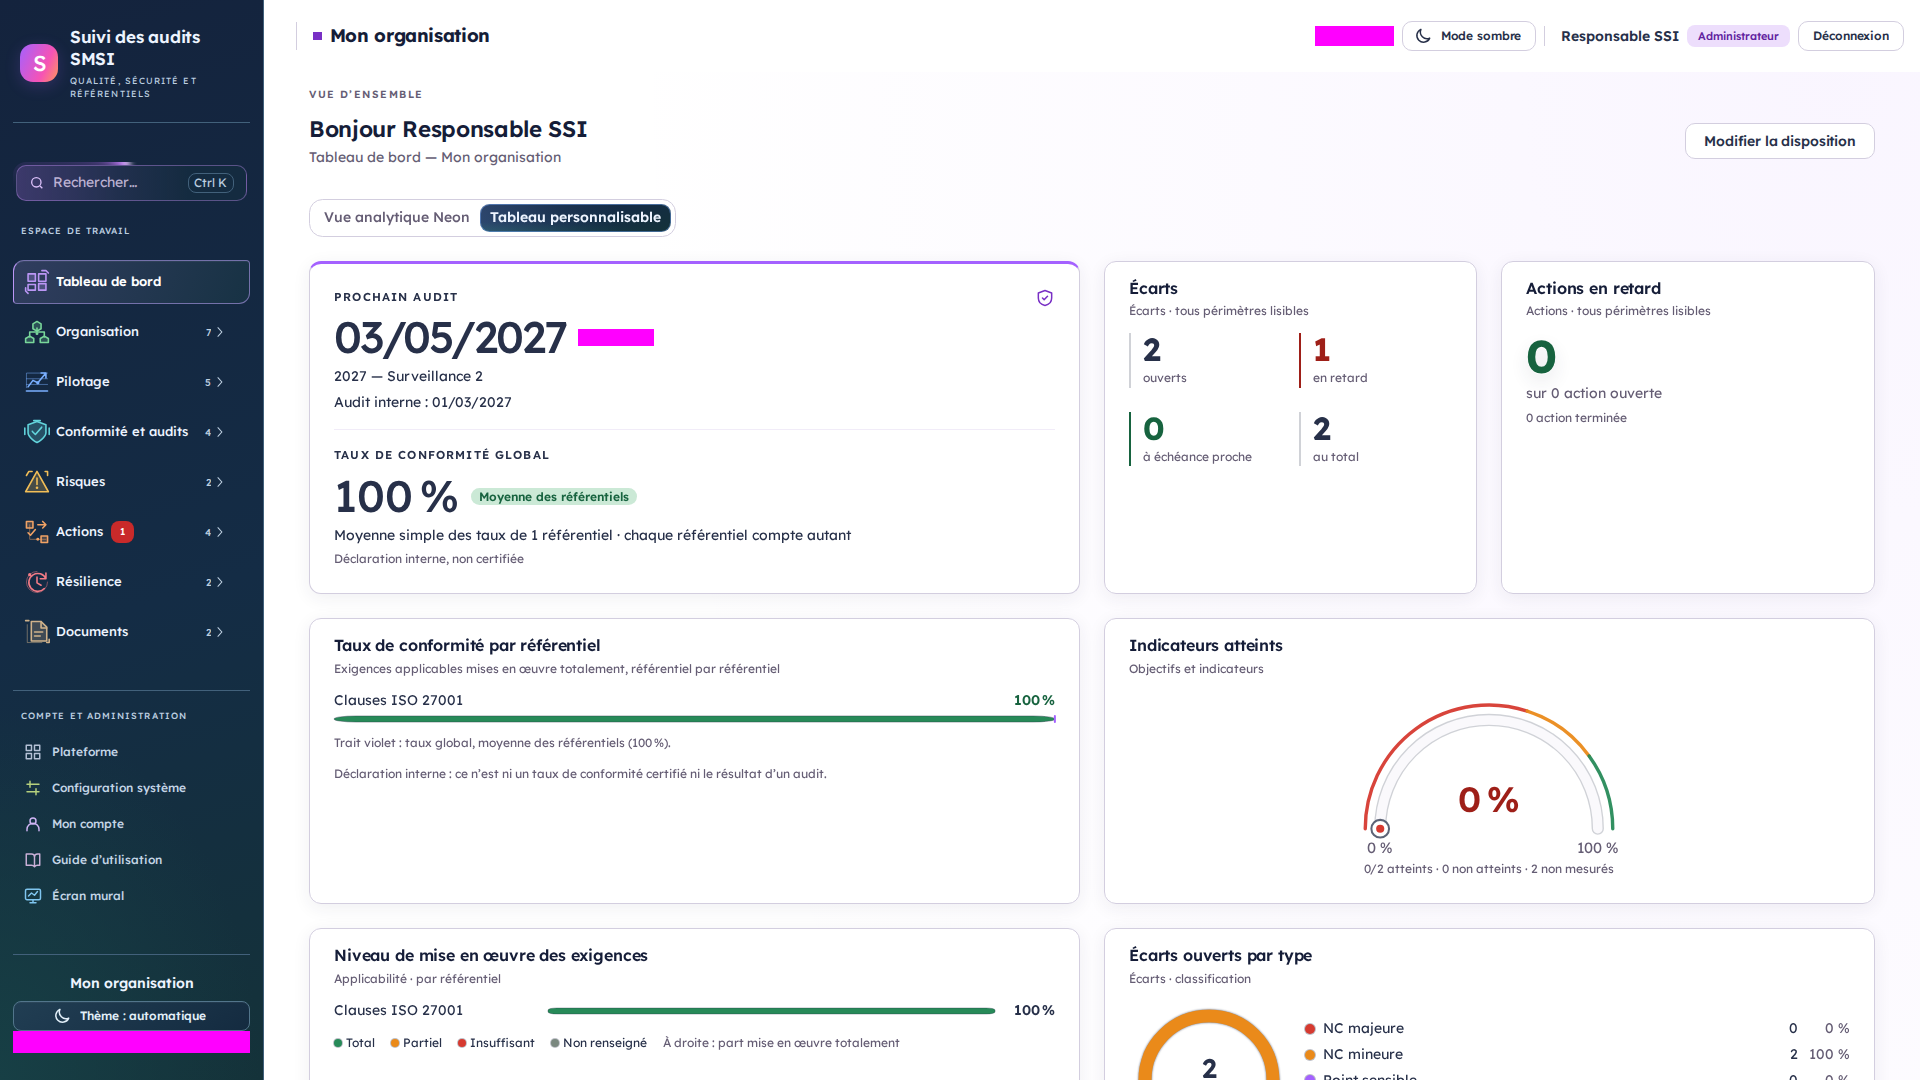 S
Suivi des audits
SMSI
QUALITÉ, SÉCURITÉ ET
RÉFÉRENTIELS
Rechercher…
Ctrl K
ESPACE DE TRAVAIL
Tableau de bord
Organisation 7
Pilotage 5
Conformité et audits 4
Risques 2
Actions 1 4
Résilience 2
Documents 2
COMPTE ET ADMINISTRATION
Plateforme
Configuration système
Mon compte
Guide d’utilisation
Écran mural
Mon organisation
Thème : automatique
Mon organisation
Mode sombre
Responsable SSI
Administrateur
Déconnexion
VUE D’ENSEMBLE
Bonjour Responsable SSI
Tableau de bord — Mon organisation
Modifier la disposition
Vue analytique Neon
Tableau personnalisable
PROCHAIN AUDIT
03/05/2027
2027 — Surveillance 2
Audit interne : 01/03/2027
TAUX DE CONFORMITÉ GLOBAL
100 % Moyenne des référentiels
Moyenne simple des taux de 1 référentiel · chaque référentiel compte autant
Déclaration interne, non certifiée
Écarts
Écarts · tous périmètres lisibles
2
ouverts
1
en retard
0
à échéance proche
2
au total
Actions en retard
Actions · tous périmètres lisibles
0
sur 0 action ouverte
0 action terminée
Taux de conformité par référentiel
Exigences applicables mises en œuvre totalement, référentiel par référentiel
Clauses ISO 27001 100 %
Trait violet : taux global, moyenne des référentiels (100 %).
Déclaration interne : ce n’est ni un taux de conformité certifié ni le résultat d’un audit.
Indicateurs atteints
Objectifs et indicateurs
0 %
0 % 100 %
0/2 atteints · 0 non atteints · 2 non mesurés
Niveau de mise en œuvre des exigences
Applicabilité · par référentiel
Clauses ISO 27001 100 %
Total Partiel Insuffisant Non renseigné À droite : part mise en œuvre totalement
Écarts ouverts par type
Écarts · classification
2
NC majeure 0 0 %
NC mineure 2 100 %
Point sensible 0 0 %